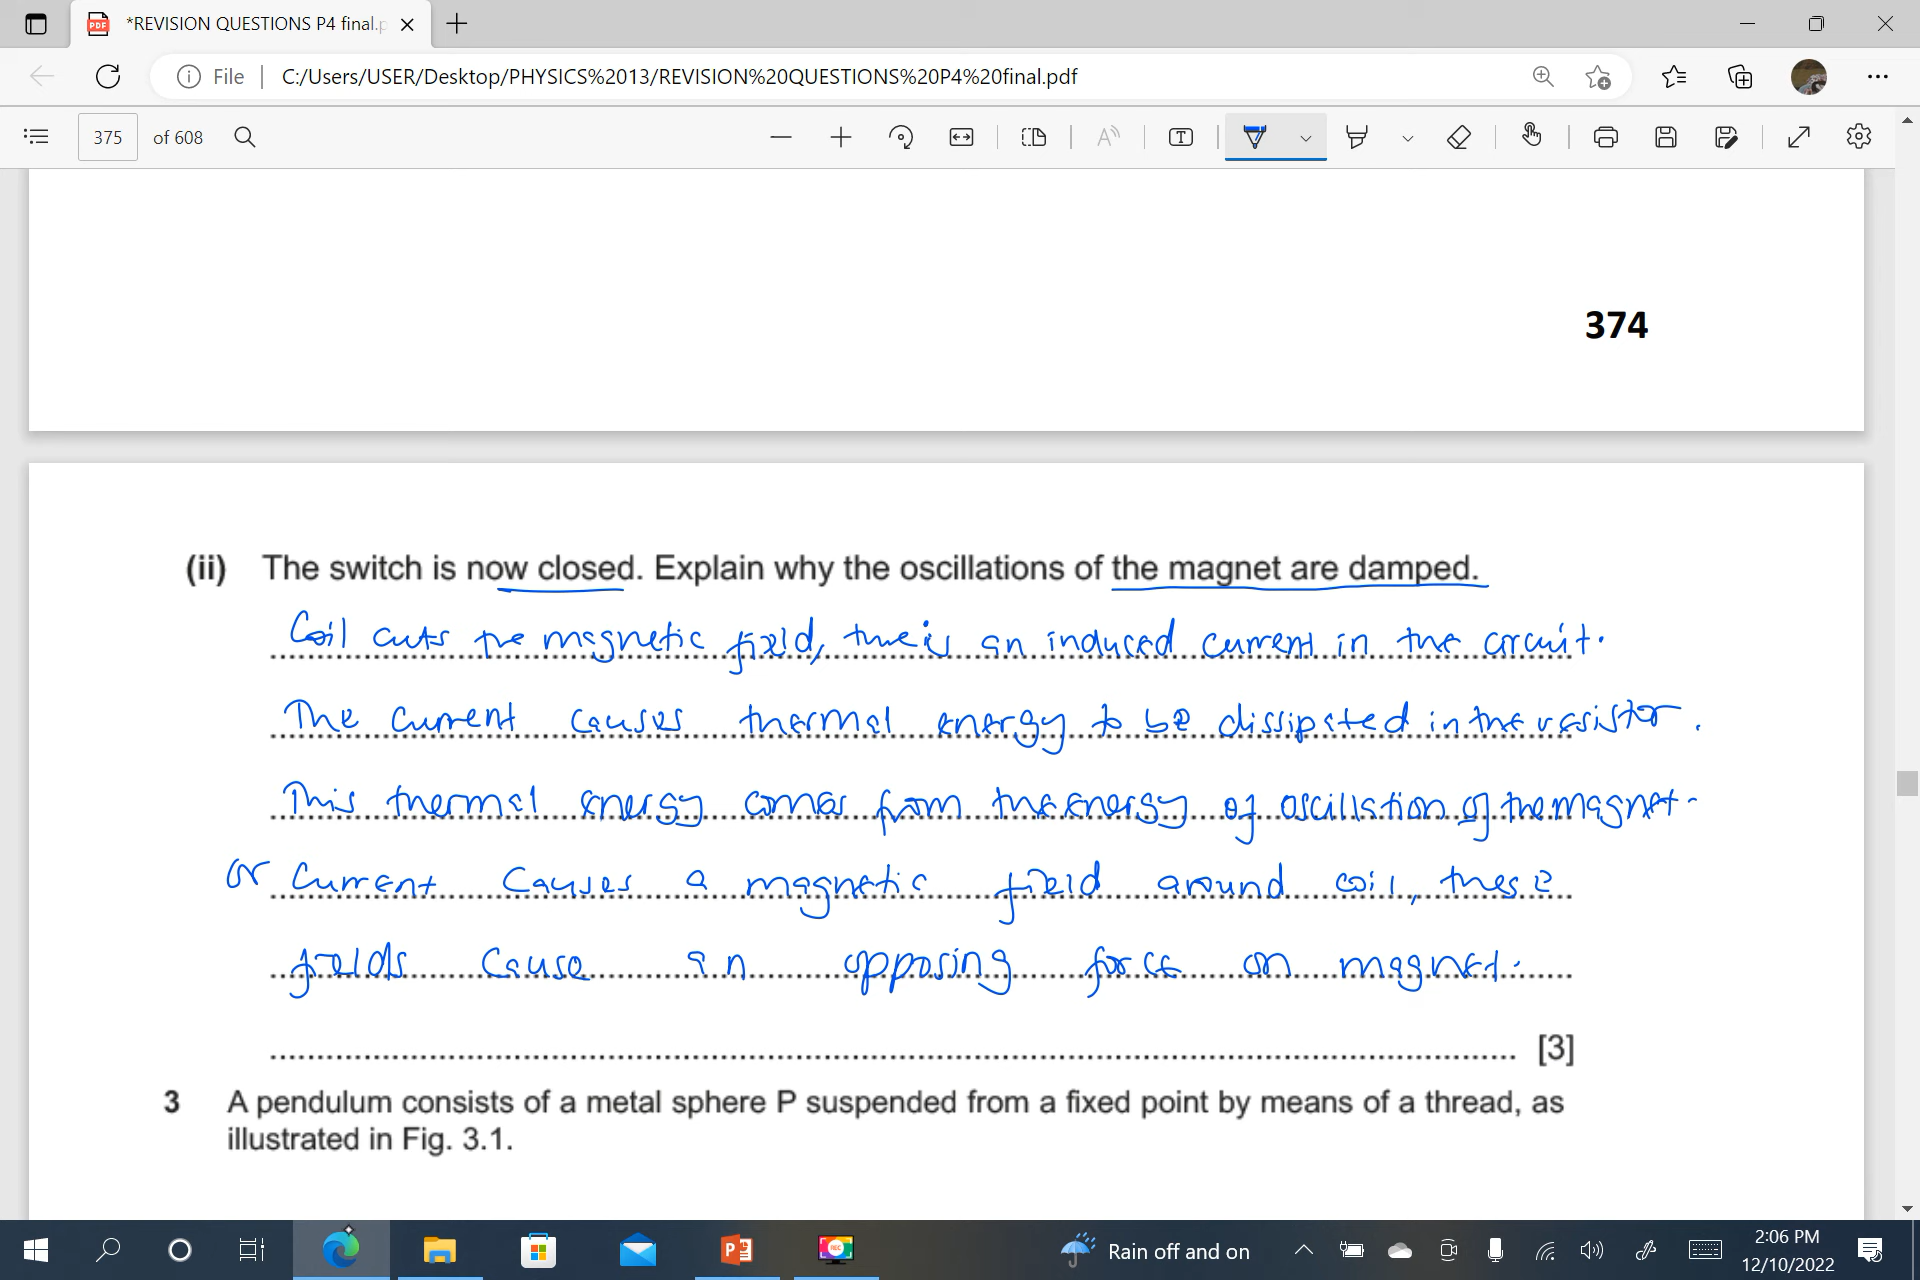 *REVISION QUESTIONS P4 final.p
File C:/Users/USER/Desktop/PHYSICS%2013/REVISION%20QUESTIONS%20P4%20final.pdf
375 of 608
374
(ii) The switch is now closed. Explain why the oscillations of the magnet are damped.
Coil cuts the magnetic field, there is an induced current in the circuit.
The current causes thermal energy to be dissipated in the resistor.
This thermal energy comes from the energy of oscillation of the magnet.
or Current causes a magnetic field around coil, these
fields cause an opposing force on magnet.
[3]
3 A pendulum consists of a metal sphere P suspended from a fixed point by means of a thread, as
illustrated in Fig. 3.1.
Rain off and on
2:06 PM
12/10/2022